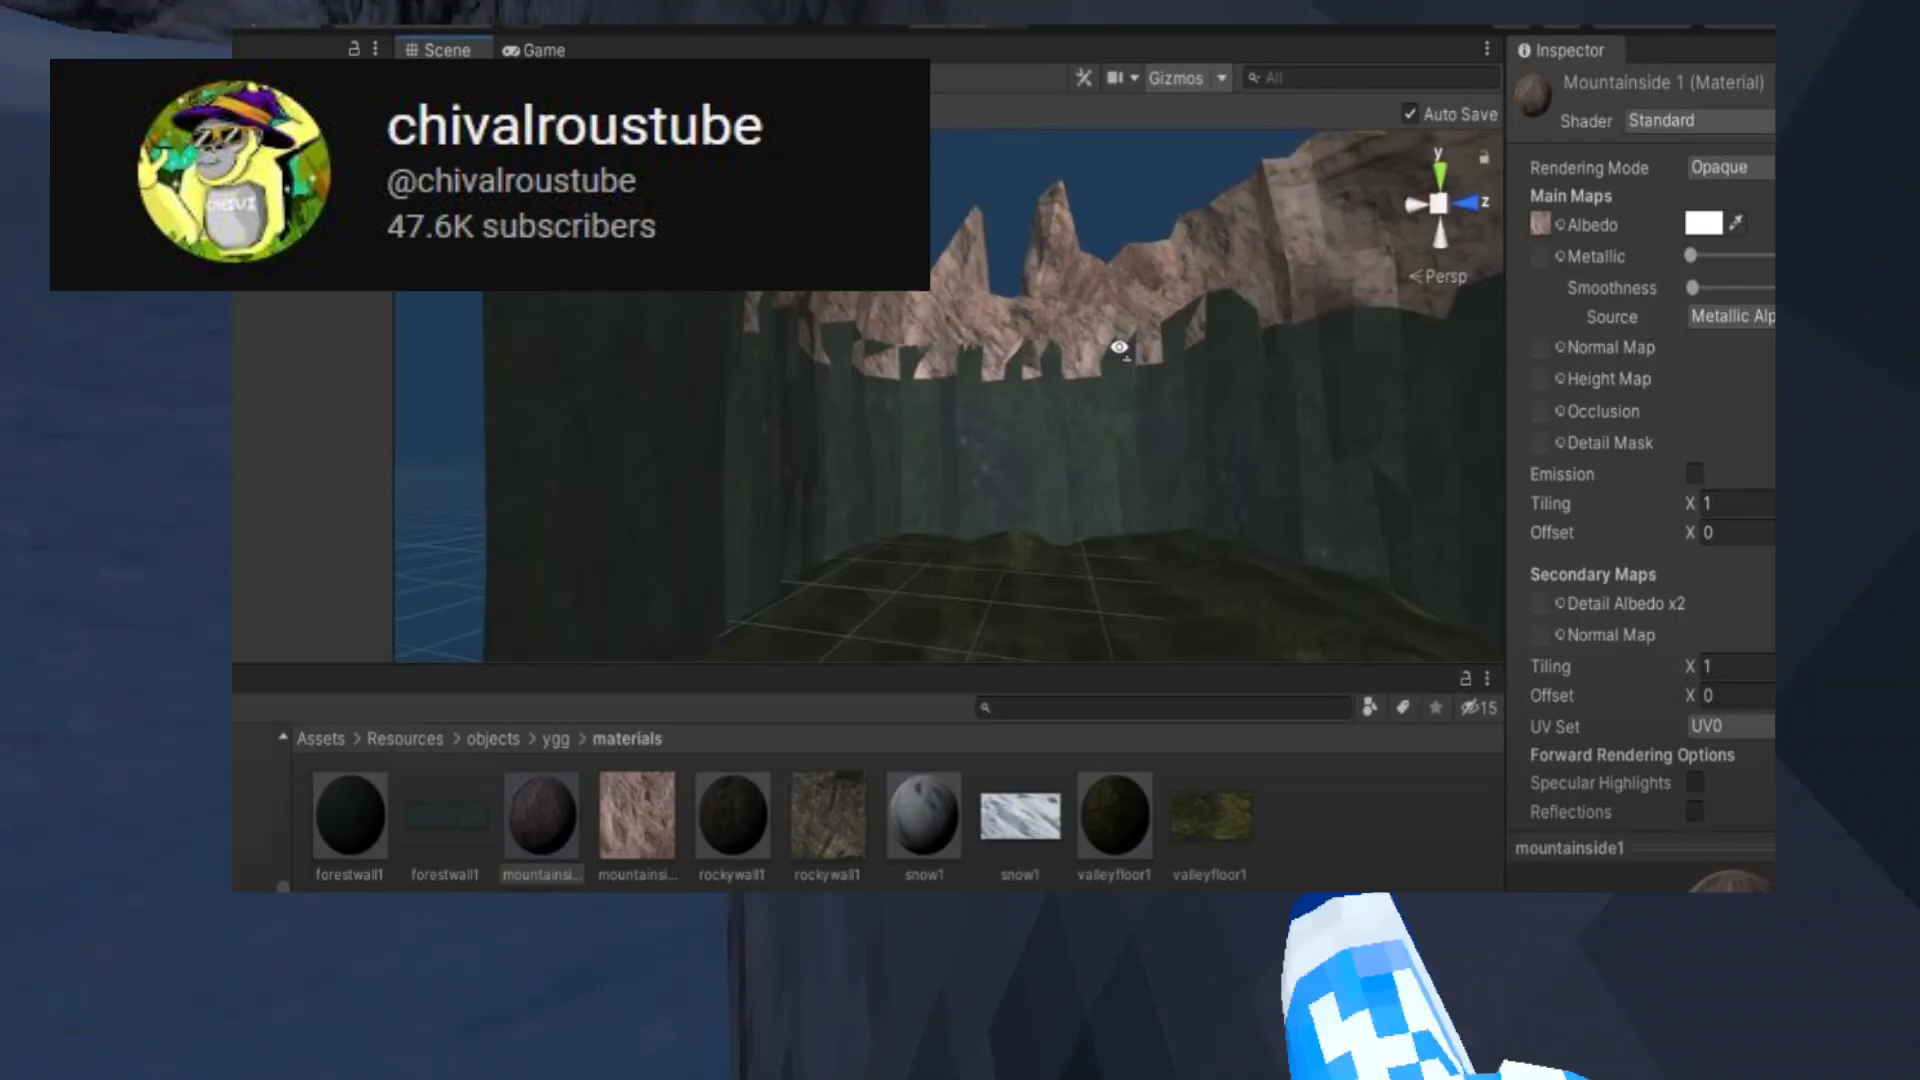 Scene
Game
Inspector
chivalroustube
@chivalroustube
47.6K subscribers
CHIVI
Gizmos
All
Auto Save
y
z
Persp
Mountainside 1 (Material)
Shader Standard
Rendering Mode Opaque
Main Maps
Albedo
Metallic
Smoothness
Source Metallic Alp
Normal Map
Height Map
Occlusion
Detail Mask
Emission
Tiling X 1
Offset X 0
Secondary Maps
Detail Albedo x2
Normal Map
Tiling X 1
Offset X 0
UV Set UV0
Forward Rendering Options
Specular Highlights
Reflections
mountainside1
15
Assets > Resources > objects > ygg > materials
forestwall1 forestwall1 mountainsi... mountainsi... rockywall1 rockywall1 snow1 snow1 valleyfloor1 valleyfloor1